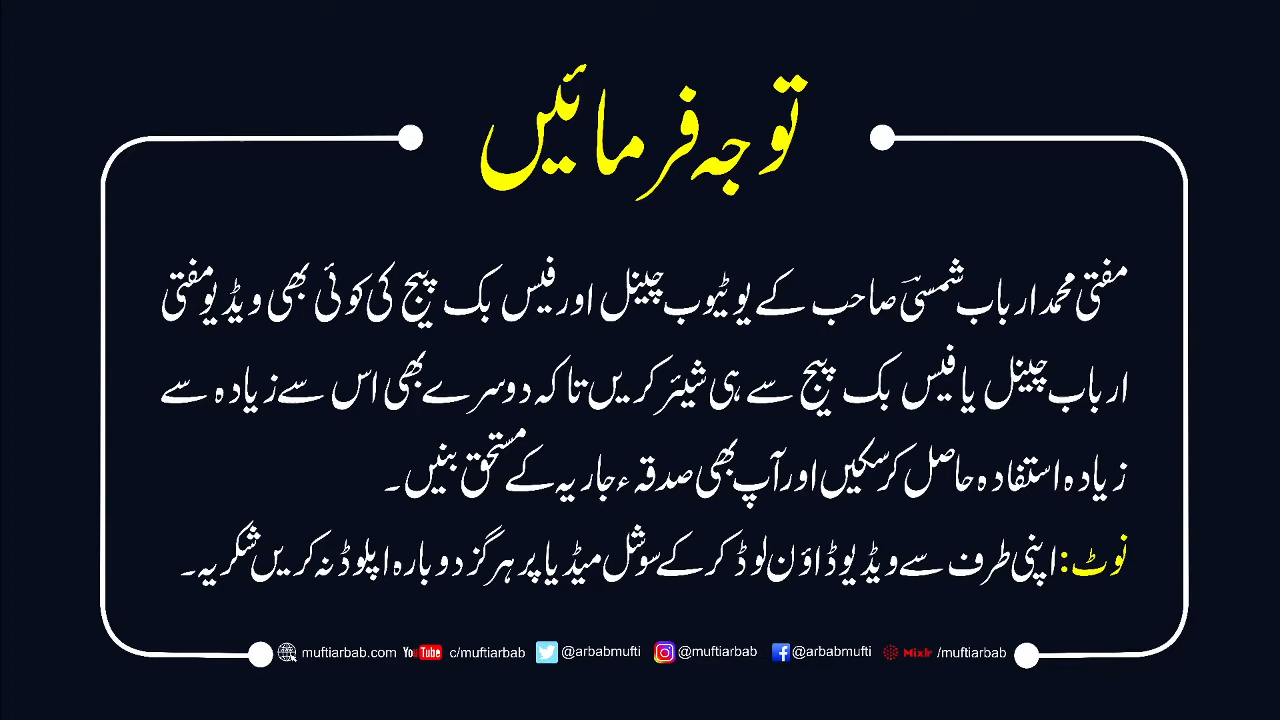 توجہ فرمائیں
مفتی محمد ارباب شمسیؔ صاحب کے یوٹیوب چینل اور فیس بک پیج کی کوئی بھی ویڈیو مفتی
ارباب چینل یا فیس بک پیج سے ہی شیئر کریں تاکہ دوسرے بھی اس سے زیادہ سے
زیادہ استفادہ حاصل کرسکیں اور آپ بھی صدقہء جاریہ کے مستحق بنیں۔
نوٹ: اپنی طرف سے ویڈیو ڈاؤن لوڈ کر کے سوشل میڈیا پر ہرگز دوبارہ اپلوڈ نہ کریں شکریہ۔
muftiarbab.com YouTube c/muftiarbab @arbabmufti @muftiarbab @arbabmufti Mixlr /muftiarbab